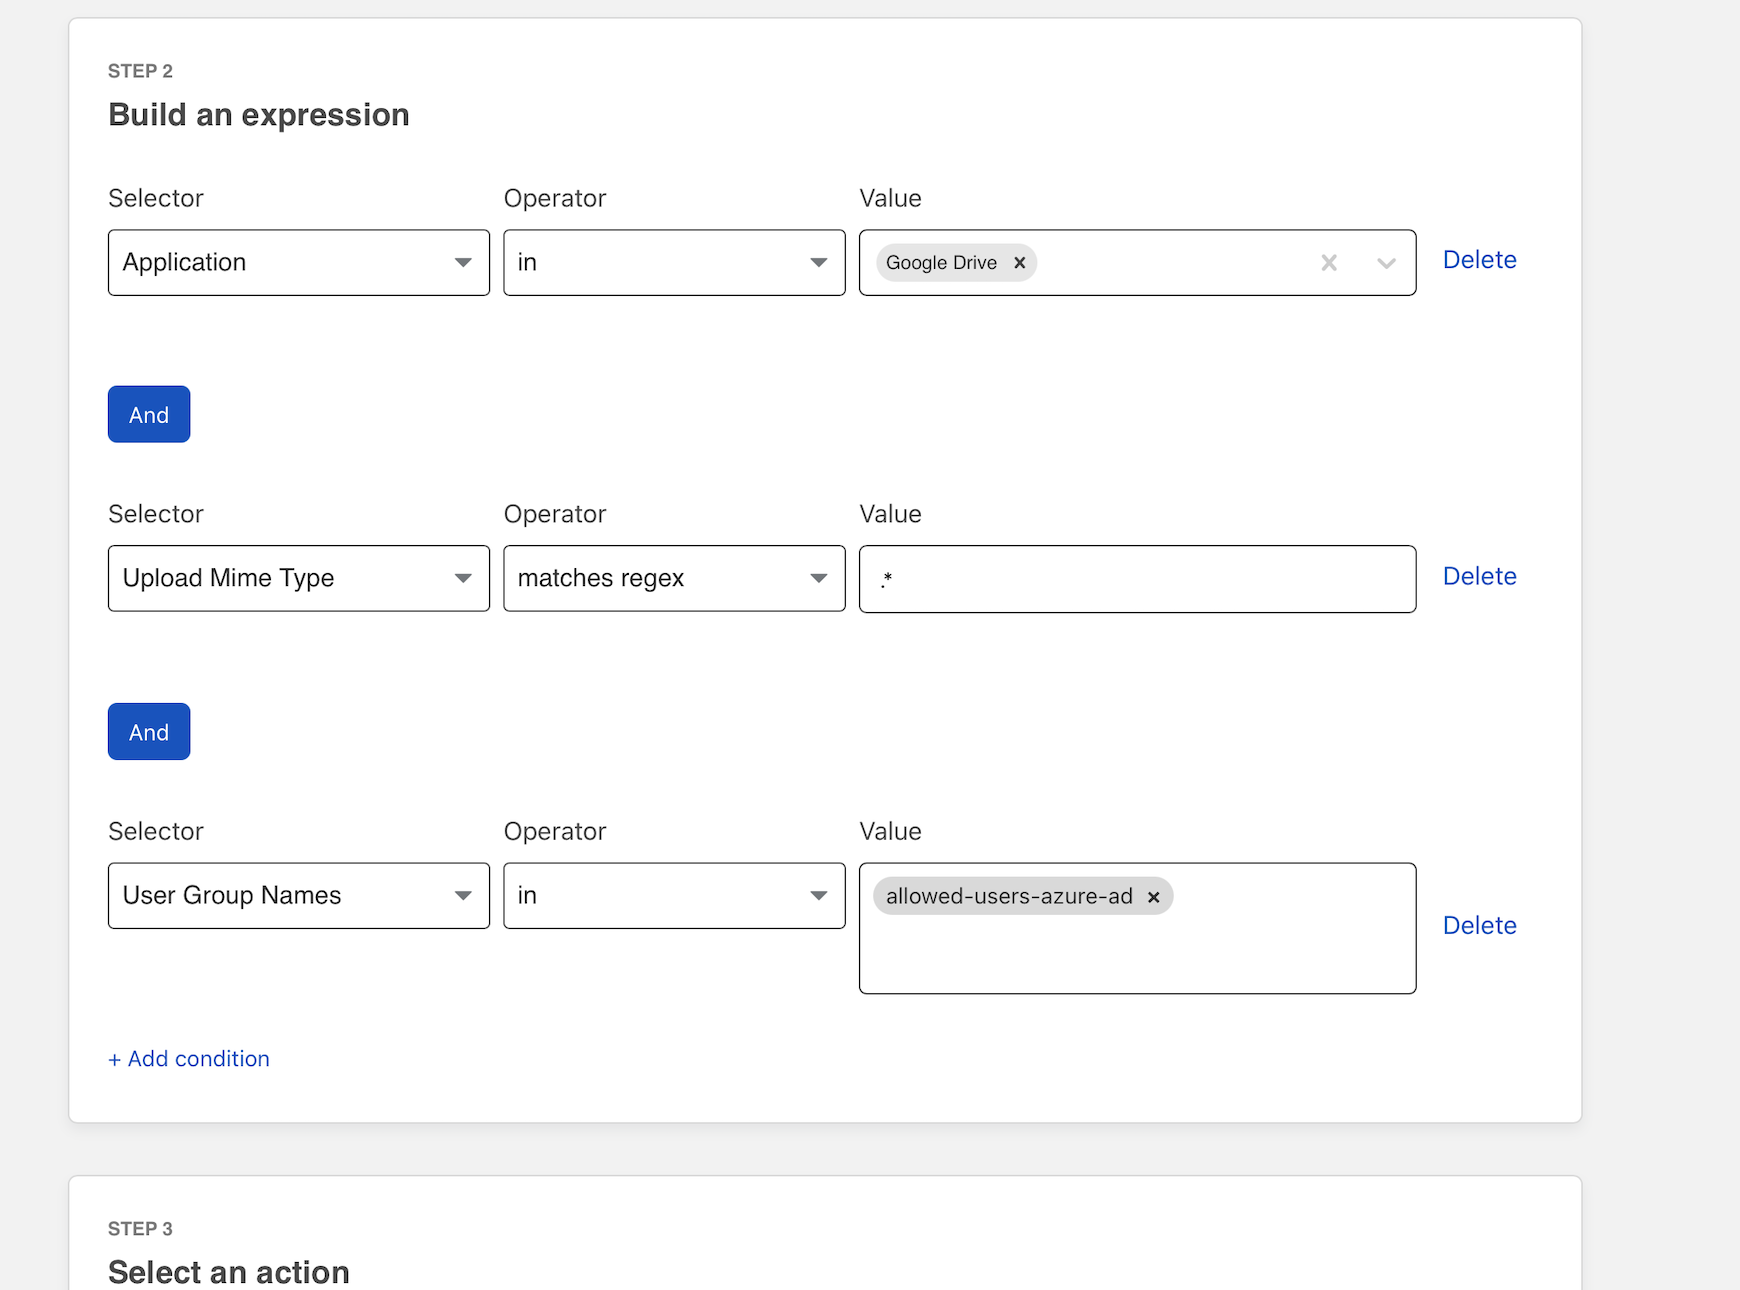 STEP 2
Build an expression
Selector Operator Value
Application in Google Drive × Delete
And
Selector Operator Value
Upload Mime Type matches regex .* Delete
And
Selector Operator Value
User Group Names in allowed-users-azure-ad × Delete
+ Add condition
STEP 3
Select an action